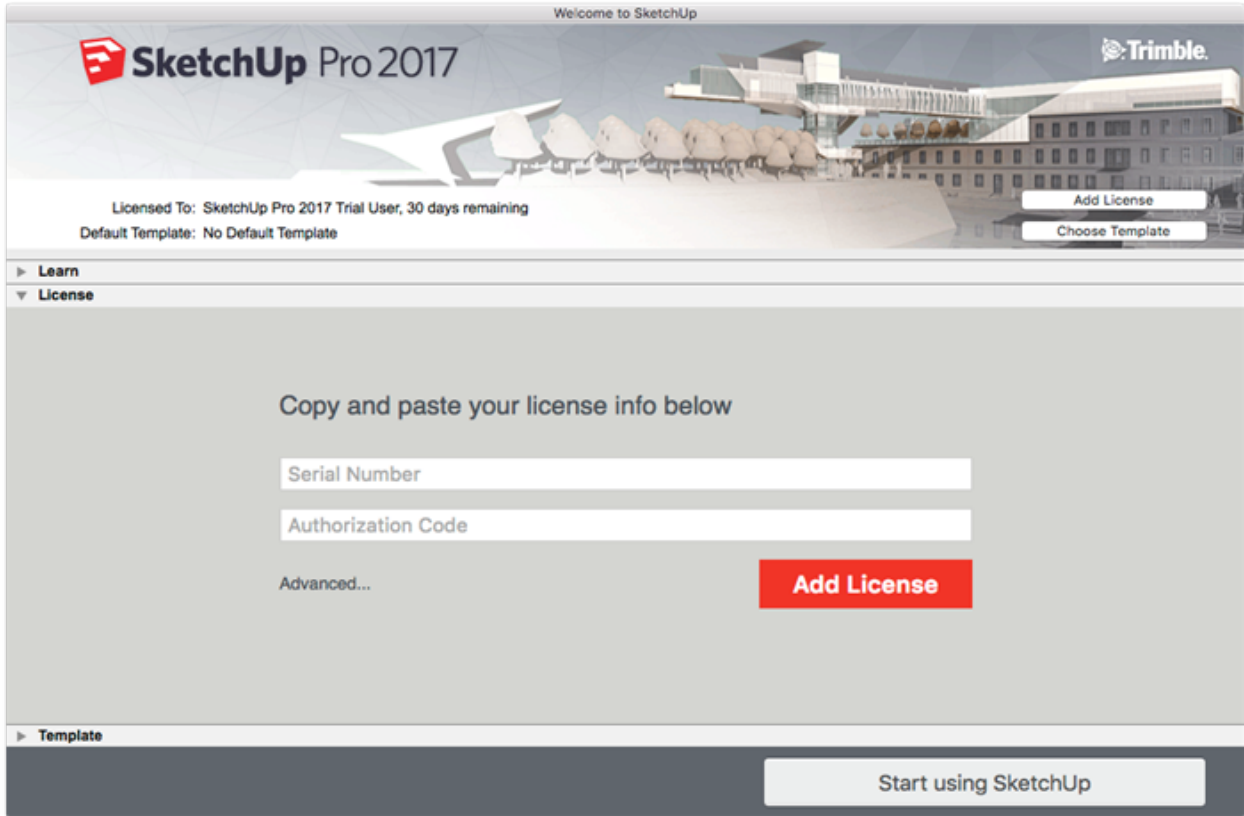 Welcome to SketchUp
SketchUp Pro 2017
Trimble.
Licensed To: SketchUp Pro 2017 Trial User, 30 days remaining
Add License
Default Template: No Default Template
Choose Template
Learn
License
Copy and paste your license info below
Serial Number
Authorization Code
Advanced...
Add License
Template
Start using SketchUp